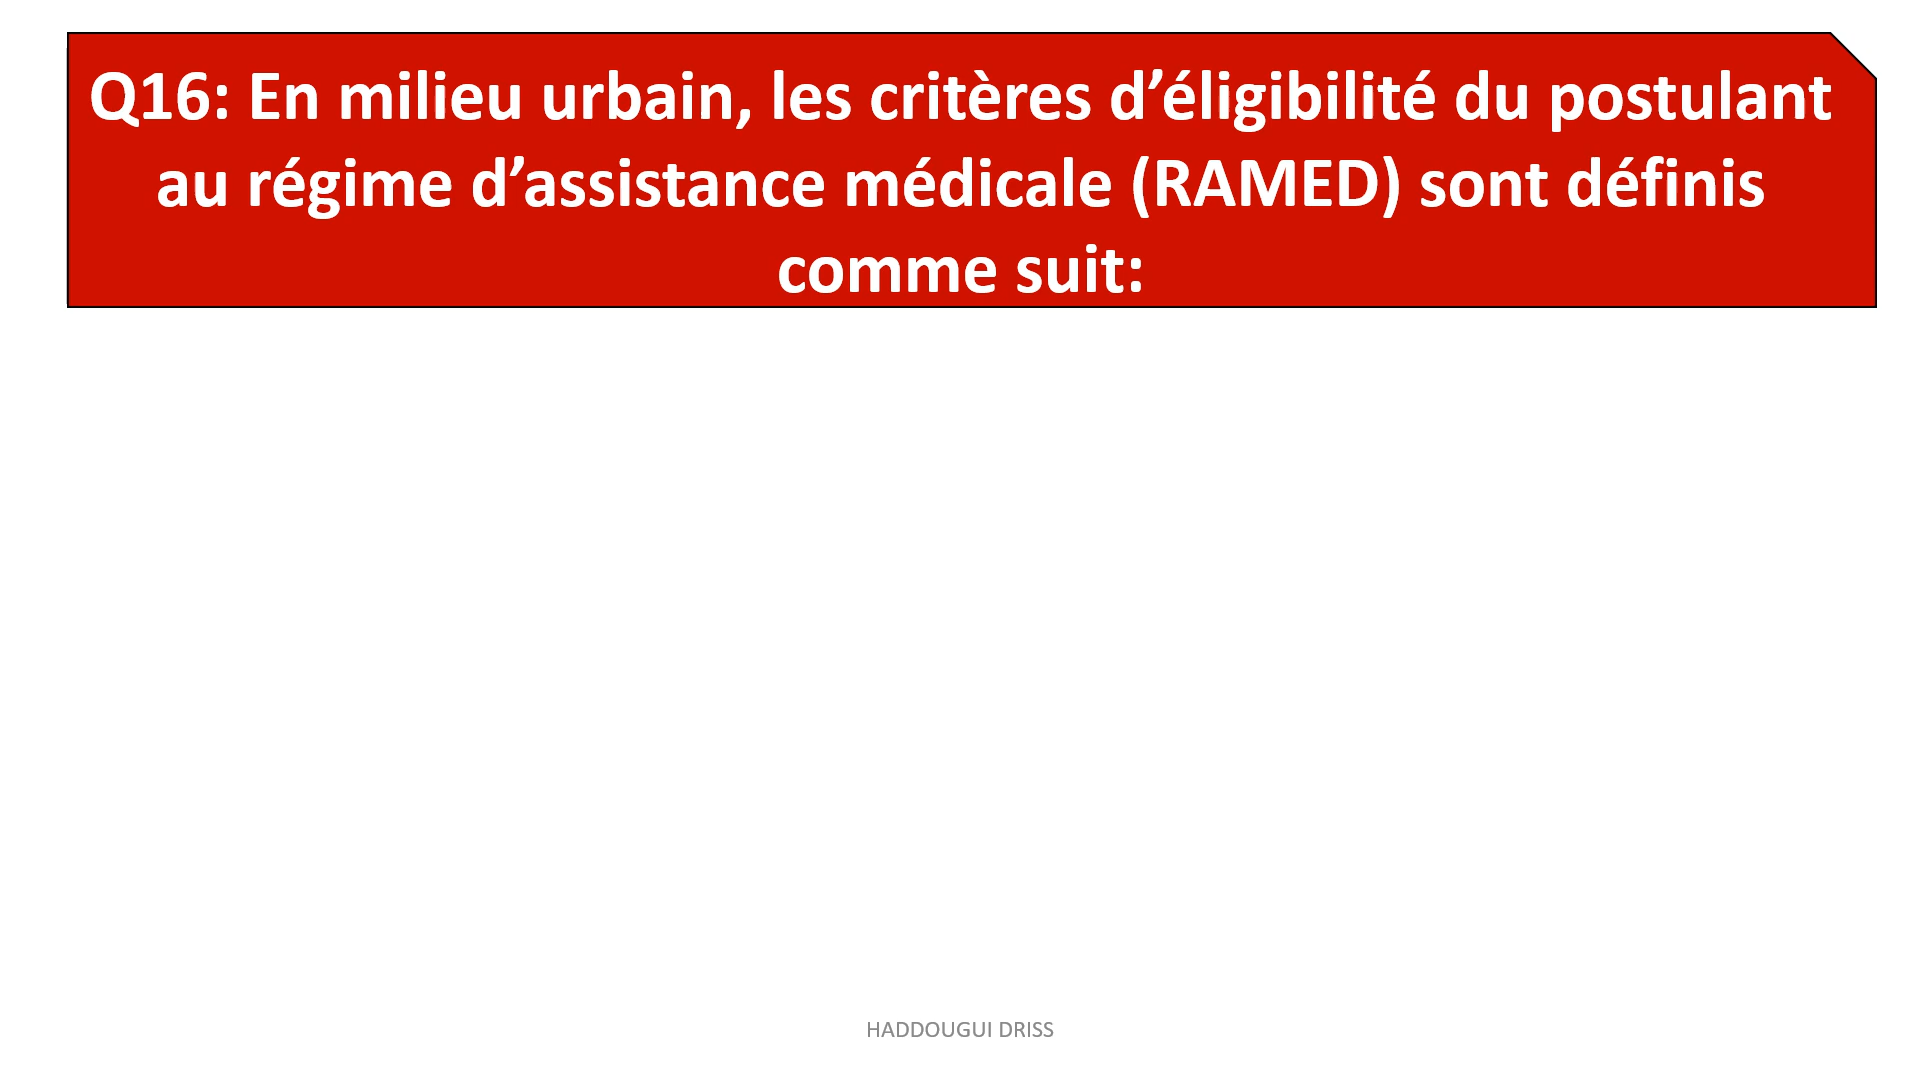 Q16: En milieu urbain, les critères d’éligibilité du postulant
au régime d’assistance médicale (RAMED) sont définis
comme suit:
HADDOUGUI DRISS